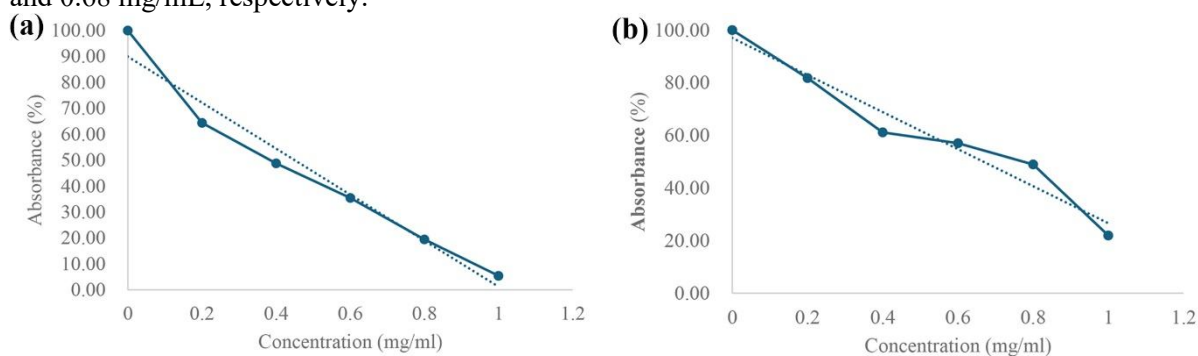 and 0.68 mg/mL, respectively.
(a)
100.00
90.00
80.00
70.00
60.00
50.00
40.00
30.00
20.00
10.00
0.00
Absorbance (%)
0 0.2 0.4 0.6 0.8 1 1.2
Concentration (mg/ml)
(b)
100.00
80.00
60.00
40.00
20.00
0.00
Absorbance (%)
0 0.2 0.4 0.6 0.8 1 1.2
Concentration (mg/ml)